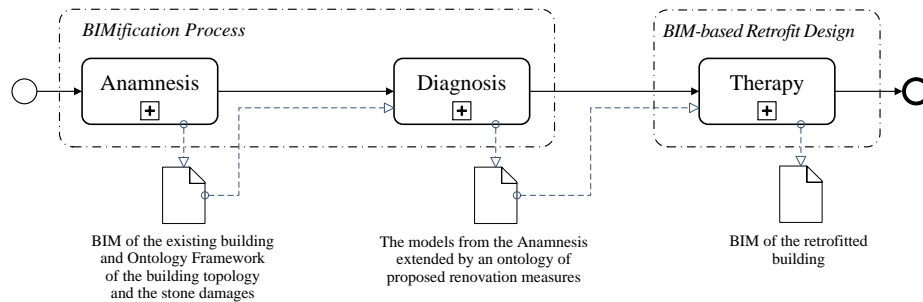 BIMification Process
BIM-based Retrofit Design
Anamnesis
Diagnosis
Therapy
BIM of the existing building
and Ontology Framework
of the building topology
and the stone damages
The models from the Anamnesis
extended by an ontology of
proposed renovation measures
BIM of the retrofitted
building